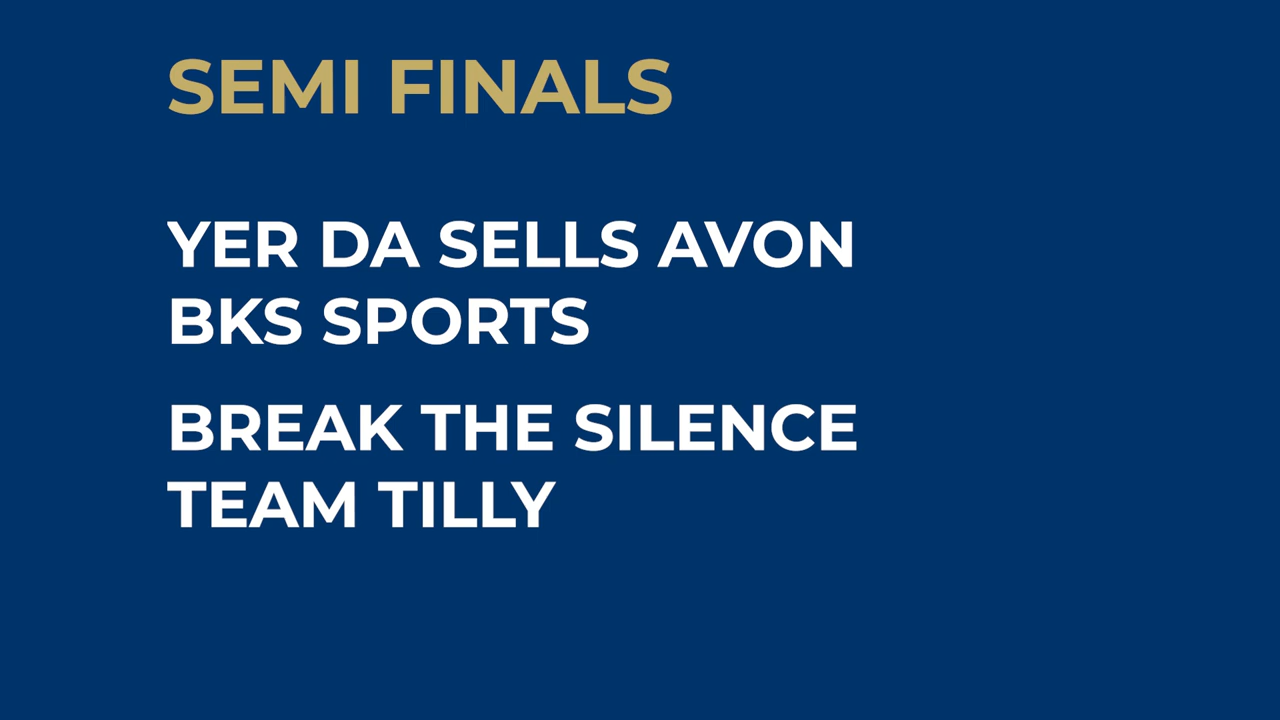 SEMI FINALS
YER DA SELLS AVON
BKS SPORTS
BREAK THE SILENCE
TEAM TILLY